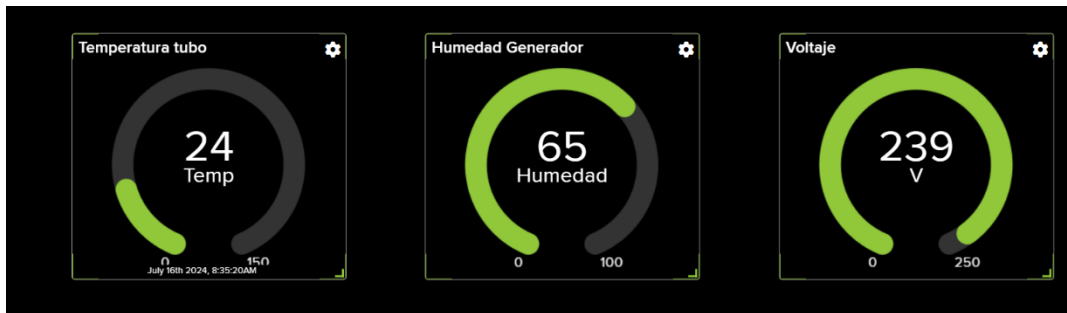 Temperatura tubo
24
Temp
0 150
July 16th 2024, 8:35:20AM
Humedad Generador
65
Humedad
0 100
Voltaje
239
V
0 250